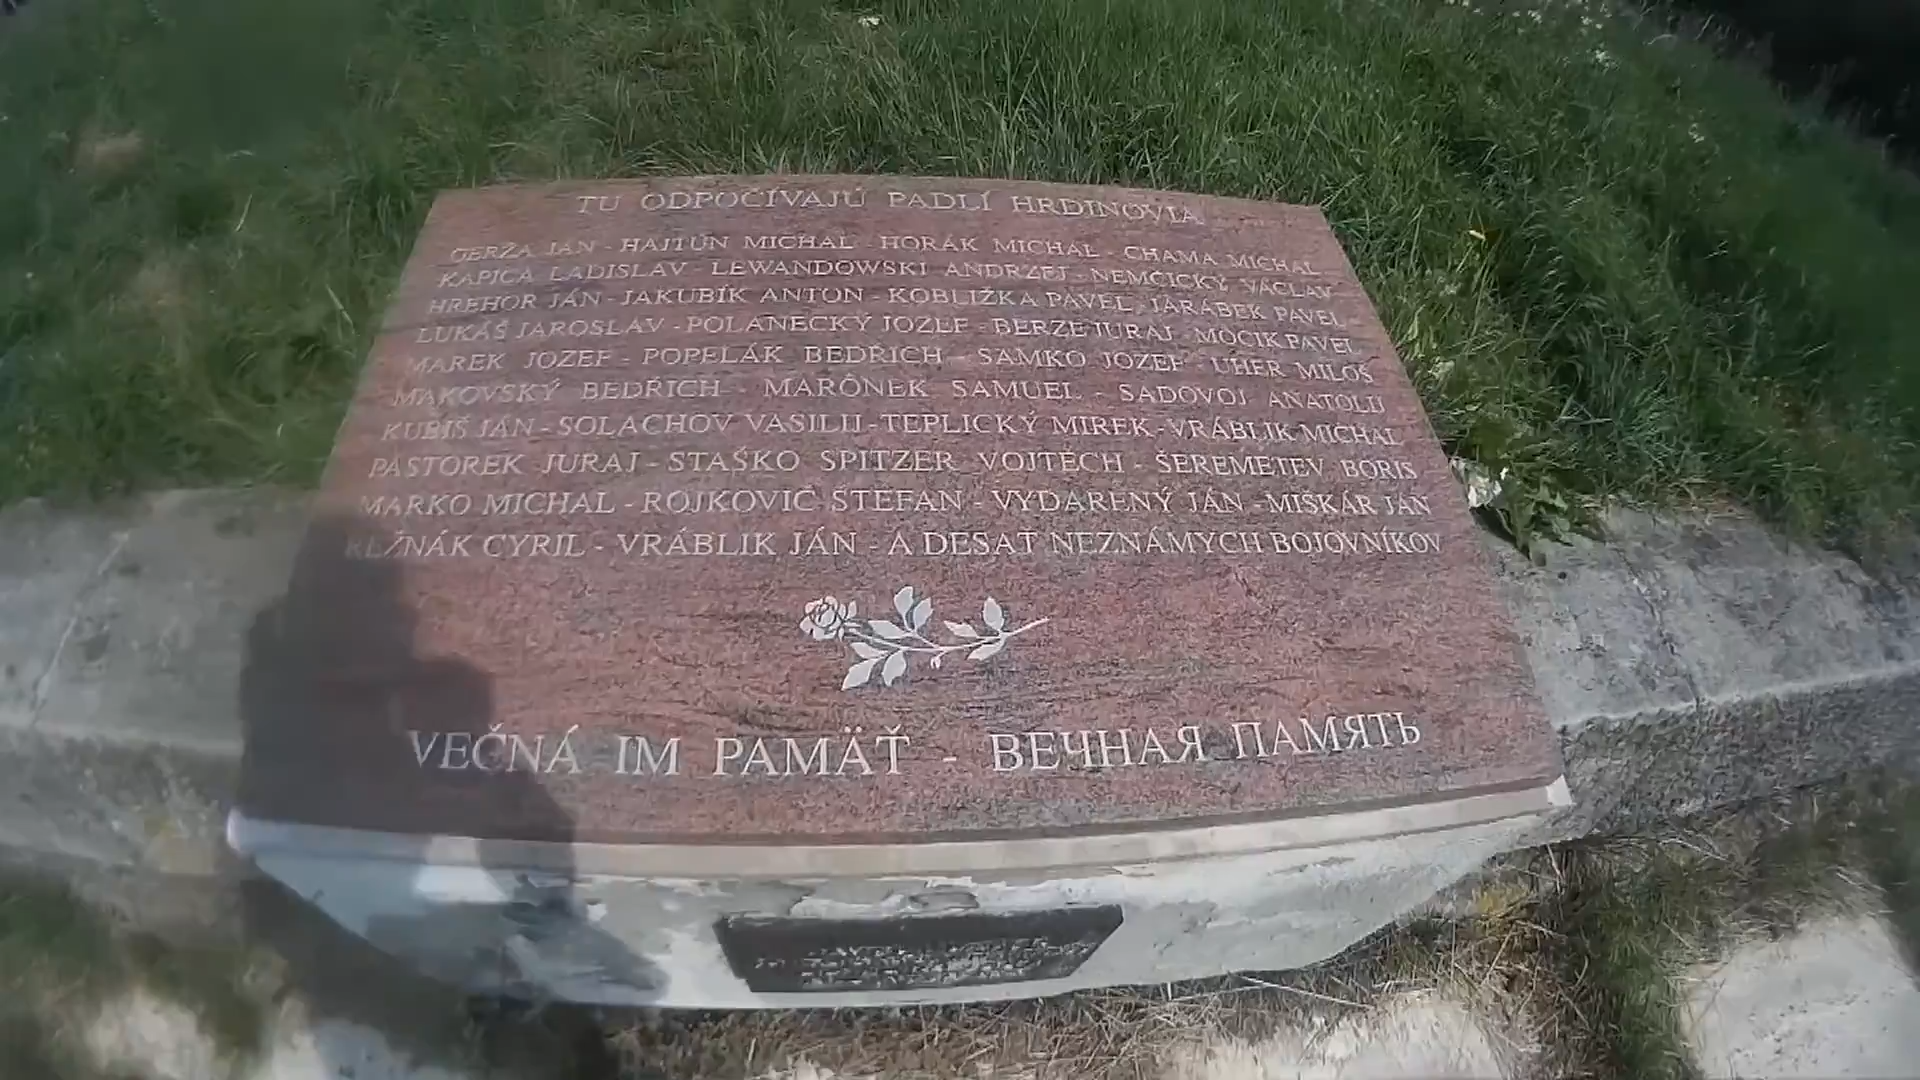 TU ODPOČÍVAJÚ PADLÍ HRDINOVIA
GERŽA JÁN - HAJTÚN MICHAL - HORÁK MICHAL - CHAMA MICHAL
KAPICA LADISLAV - LEWANDOWSKI ANDRZEJ - NEMČICKÝ VÁCLAV
HREHOR JÁN - JAKUBÍK ANTON - KOBLIŽKA PAVEL, JARÁBEK PAVEL
LUKÁŠ JAROSLAV - POLANECKÝ JOZEF - BERZE JURAJ, MOCIK PAVEL
MAREK JOZEF - POPELÁK BEDŘICH - SAMKO JOZEF - UHER MILOŠ
MAKOVSKÝ BEDŘICH - MARÔNEK SAMUEL - SADOVOJ ANATOLIJ
KUBIŠ JÁN - SOLACHOV VASILIJ - TEPLICKÝ MIREK - VRÁBLIK MICHAL
PASTOREK JURAJ - STAŠKO SPITZER VOJTECH - ŠEREMETEV BORIS
MARKO MICHAL - ROJKOVIČ ŠTEFAN - VYDARENÝ JÁN - MIŠKÁR JÁN
REŽNÁK CYRIL - VRÁBLIK JÁN - A DESAŤ NEZNÁMYCH BOJOVNÍKOV
VEČNÁ IM PAMÄŤ - ВЕЧНАЯ ПАМЯТЬ